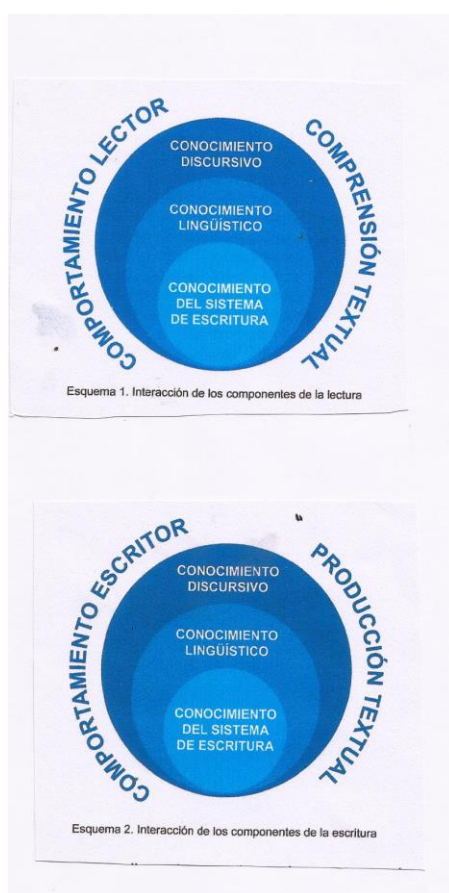 COMPORTAMIENTO LECTOR
COMPRENSIÓN TEXTUAL
CONOCIMIENTO
DISCURSIVO
CONOCIMIENTO
LINGÜÍSTICO
CONOCIMIENTO
DEL SISTEMA
DE ESCRITURA
Esquema 1. Interacción de los componentes de la lectura
COMPORTAMIENTO ESCRITOR
PRODUCCIÓN TEXTUAL
CONOCIMIENTO
DISCURSIVO
CONOCIMIENTO
LINGÜÍSTICO
CONOCIMIENTO
DEL SISTEMA
DE ESCRITURA
Esquema 2. Interacción de los componentes de la escritura